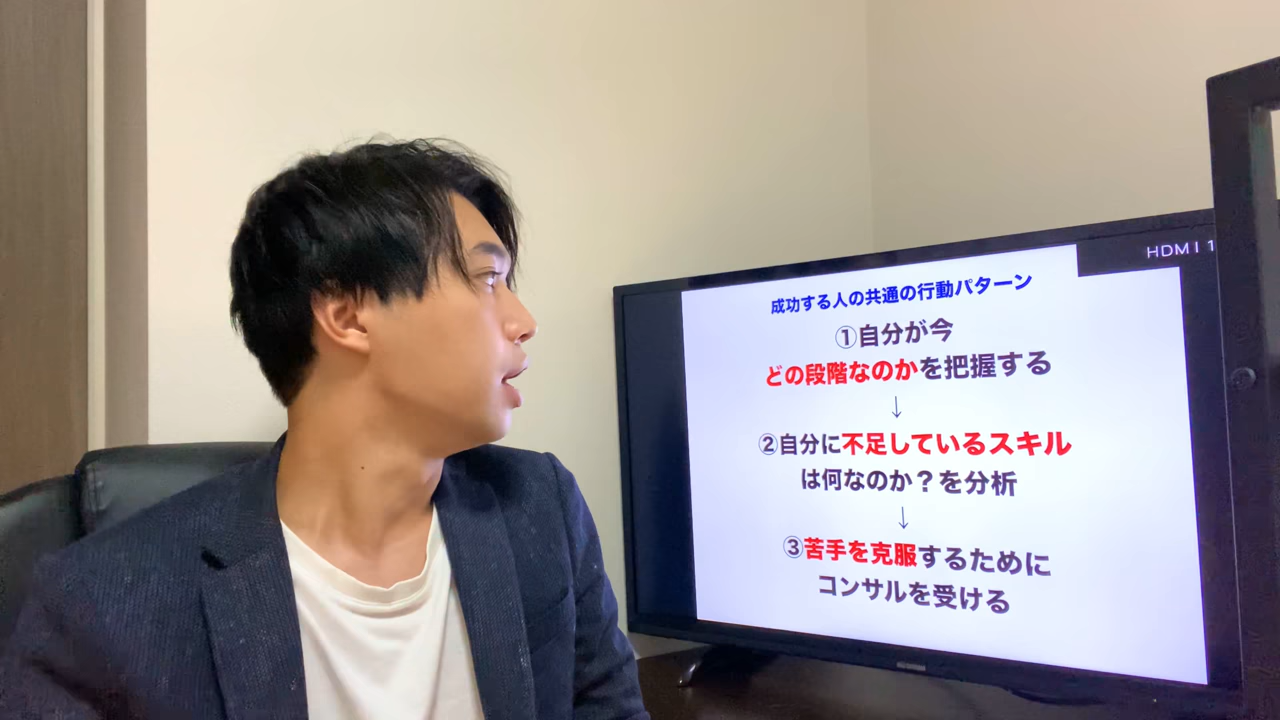 HDMI 1
成功する人の共通の行動パターン
①自分が今
どの段階なのかを把握する
↓
②自分に不足しているスキル
は何なのか？を分析
↓
③苦手を克服するために
コンサルを受ける